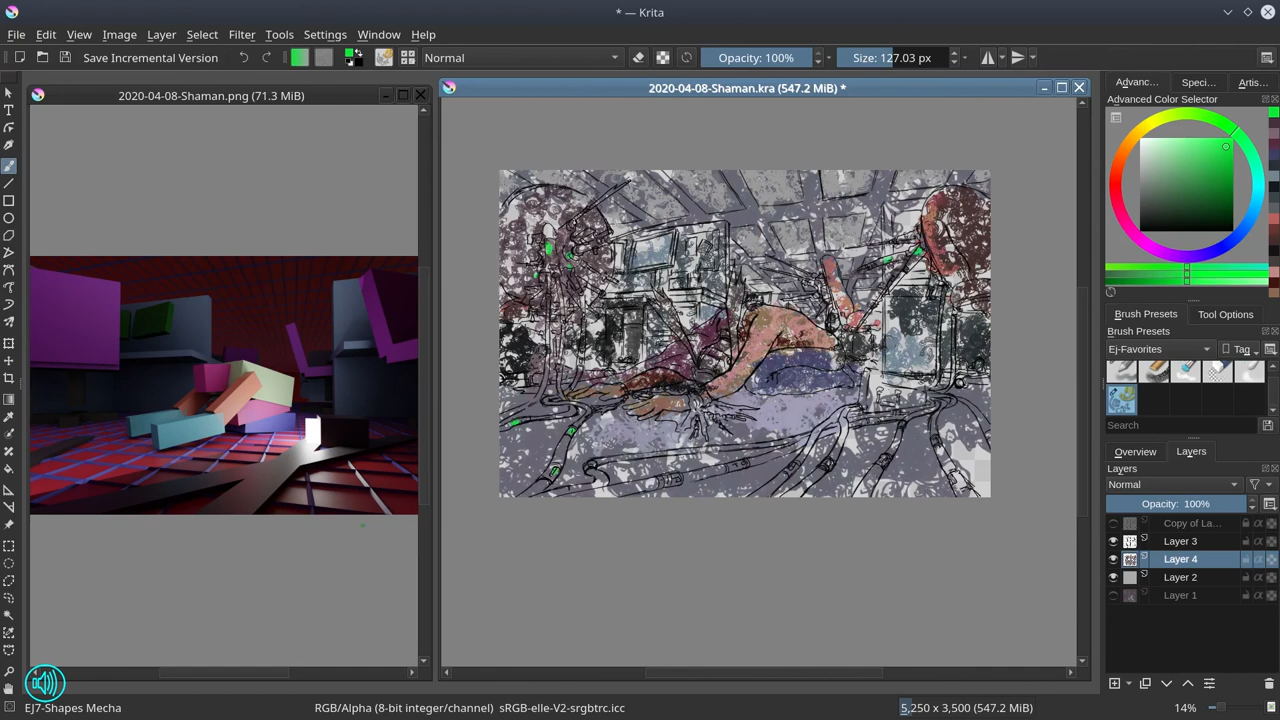 * — Krita
File Edit View Image Layer Select Filter Tools Settings Window Help
Save Incremental Version
Normal
Opacity: 100%
Size: 127.03 px
2020-04-08-Shaman.png (71.3 MiB)
2020-04-08-Shaman.kra (547.2 MiB) *
Advanc... Speci... Artis...
Advanced Color Selector
Brush Presets Tool Options
Brush Presets
Ej-Favorites Tag
Search
Overview Layers
Layers
Normal
Opacity: 100%
Copy of La...
Layer 3
Layer 4
Layer 2
Layer 1
EJ7-Shapes Mecha
RGB/Alpha (8-bit integer/channel) sRGB-elle-V2-srgbtrc.icc
5,250 x 3,500 (547.2 MiB)
14%